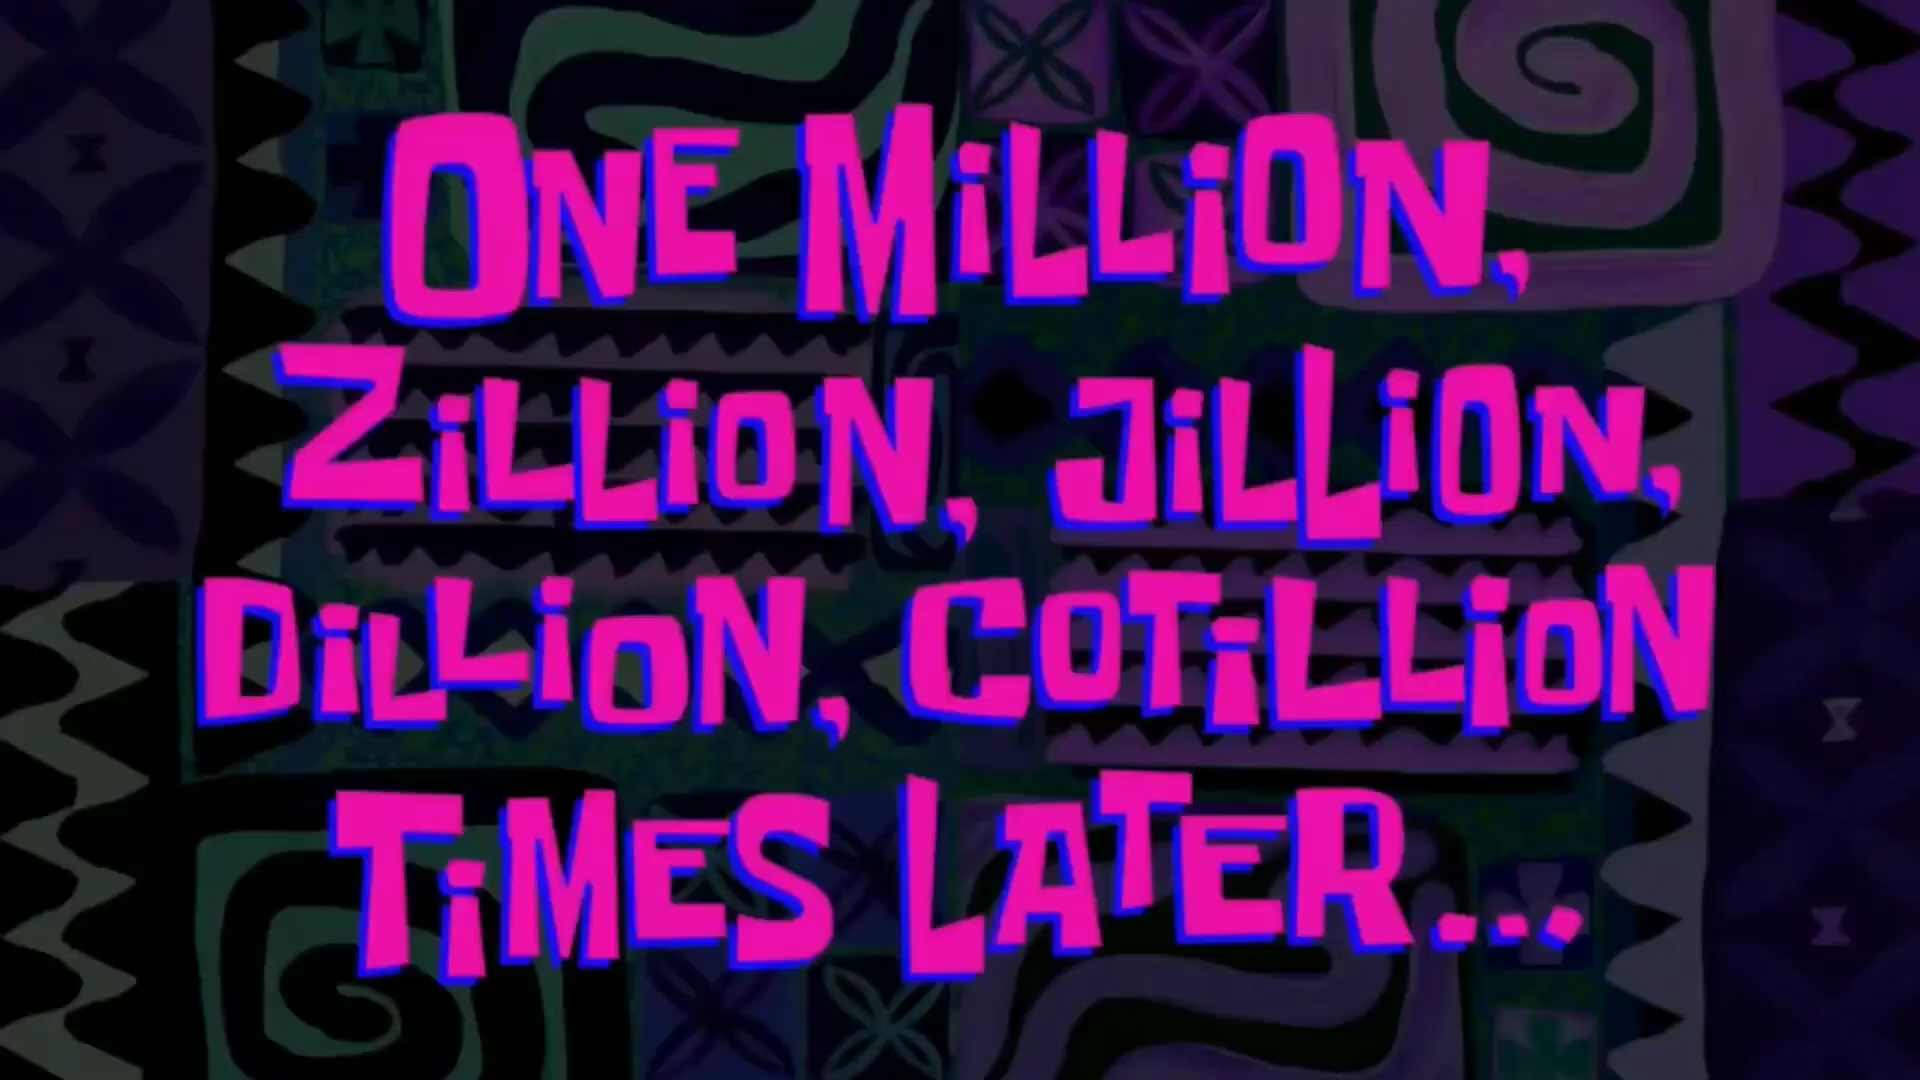 One Million,
Zillion, Jillion,
Dillion, Cotillion
Times Later...